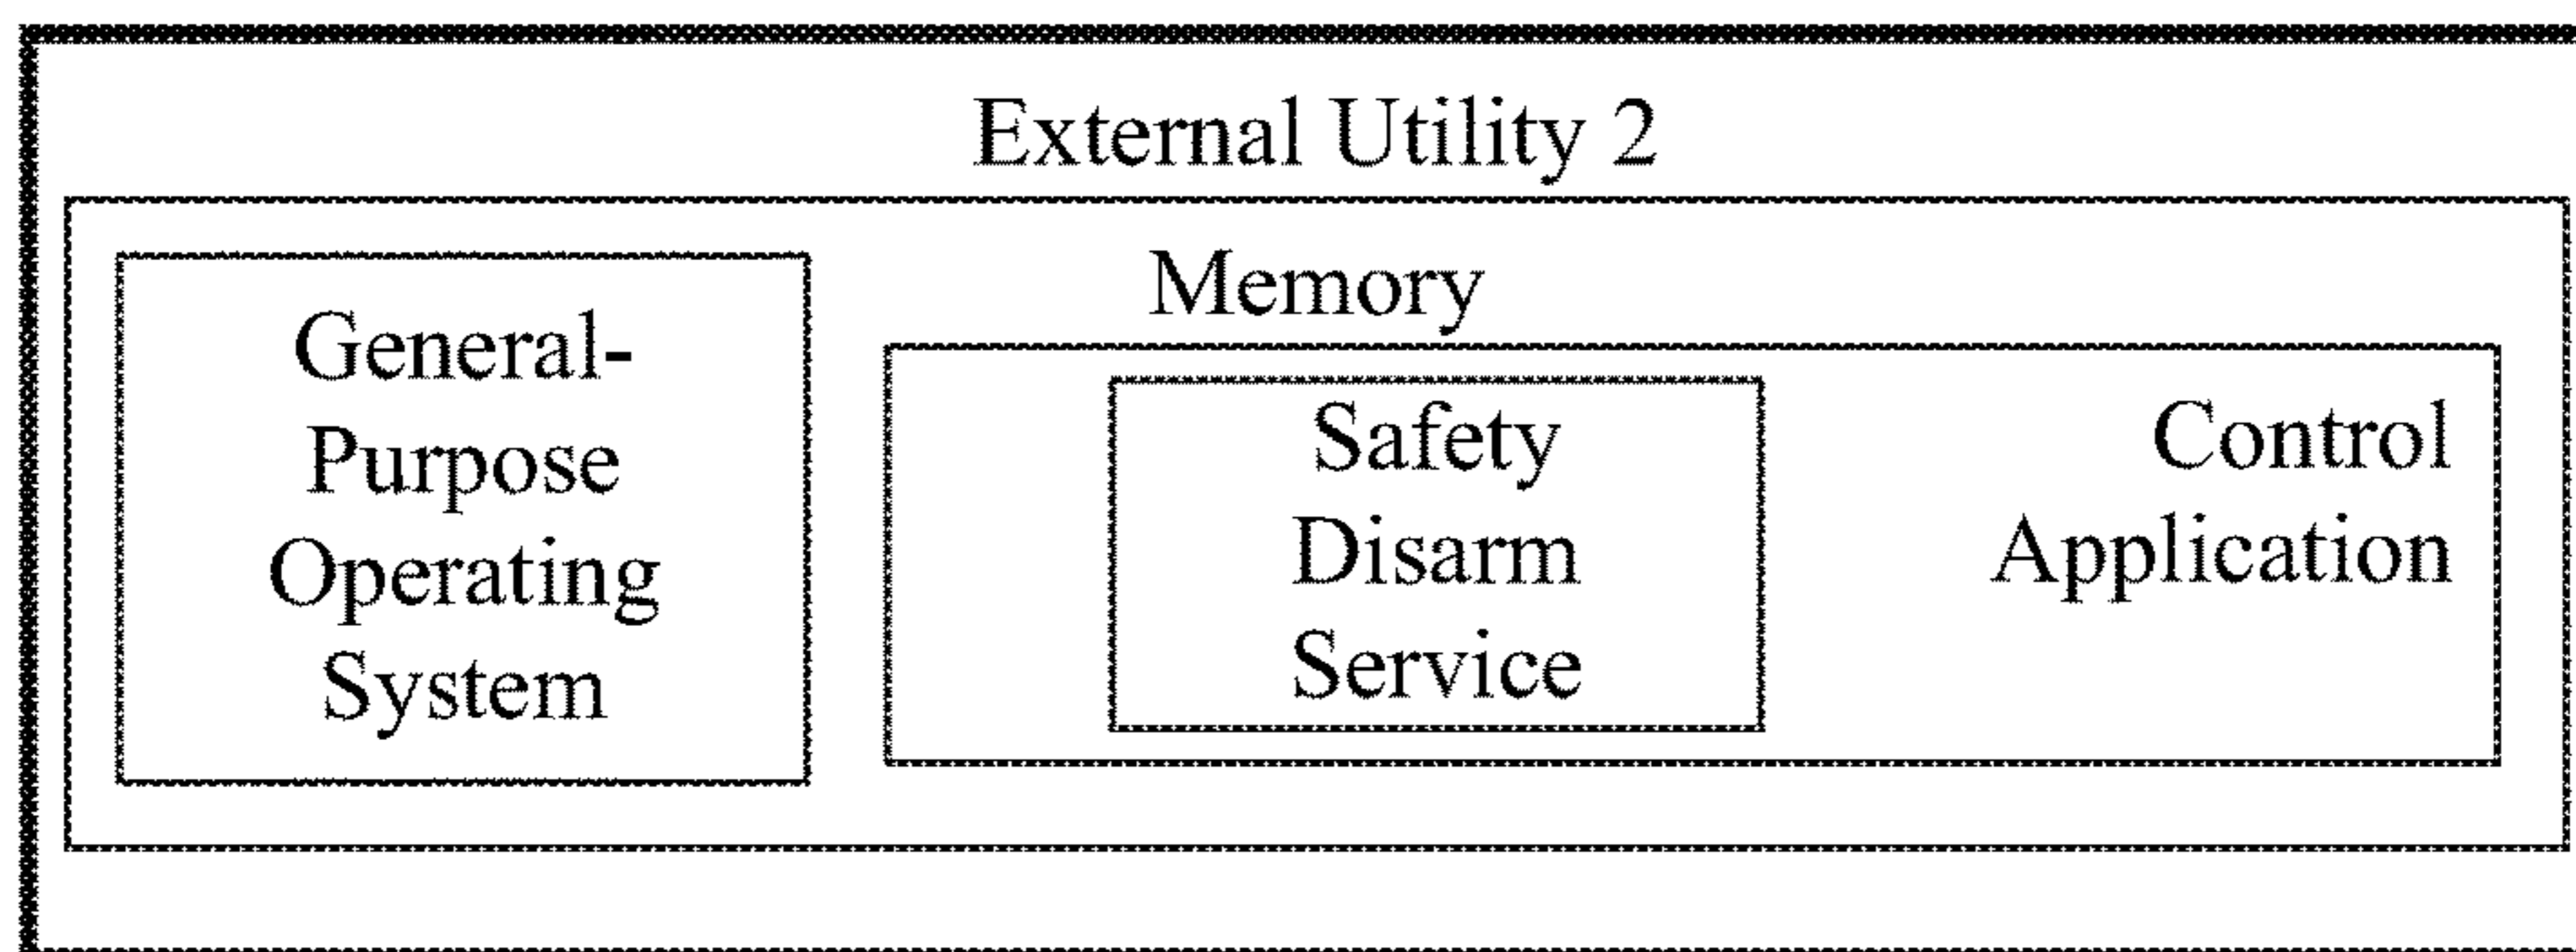 External Utility 2
Memory
General-
Purpose
Operating
System
Safety
Disarm
Service
Control
Application